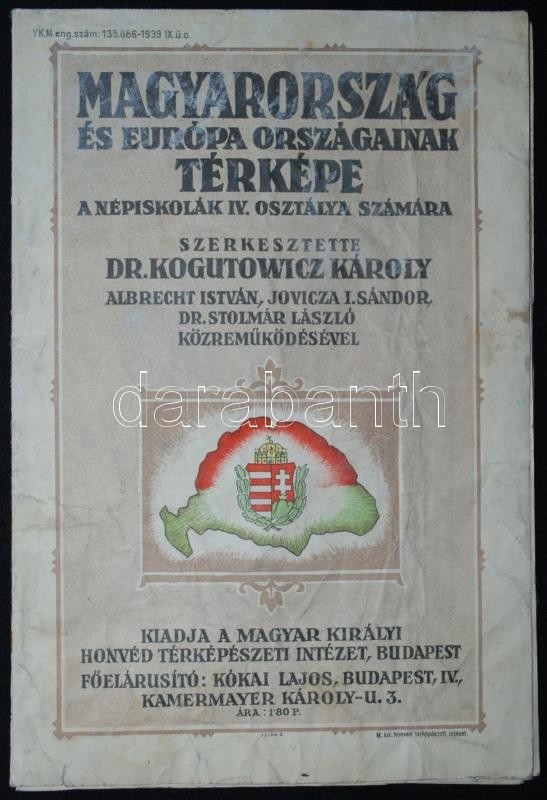 VK.M.eng.szám: 135.686-1939 IX.ü.o.
MAGYARORSZÁG
ÉS EURÓPA ORSZÁGAINAK
TÉRKÉPE
A NÉPISKOLÁK IV. OSZTÁLYA SZÁMÁRA
SZERKESZTETTE
DR. KOGUTOWICZ KÁROLY
ALBRECHT ISTVÁN, JOVICZA I. SÁNDOR,
DR. STOLMÁR LÁSZLÓ
KÖZREMŰKÖDÉSÉVEL
darabanth
KIADJA A MAGYAR KIRÁLYI
HONVÉD TÉRKÉPÉSZETI INTÉZET, BUDAPEST
FŐELÁRUSÍTÓ: KÓKAI LAJOS, BUDAPEST, IV.,
KAMERMAYER KÁROLY-U. 3.
ÁRA: 1'80 P.
M. kir. honvéd térképészeti intézet.